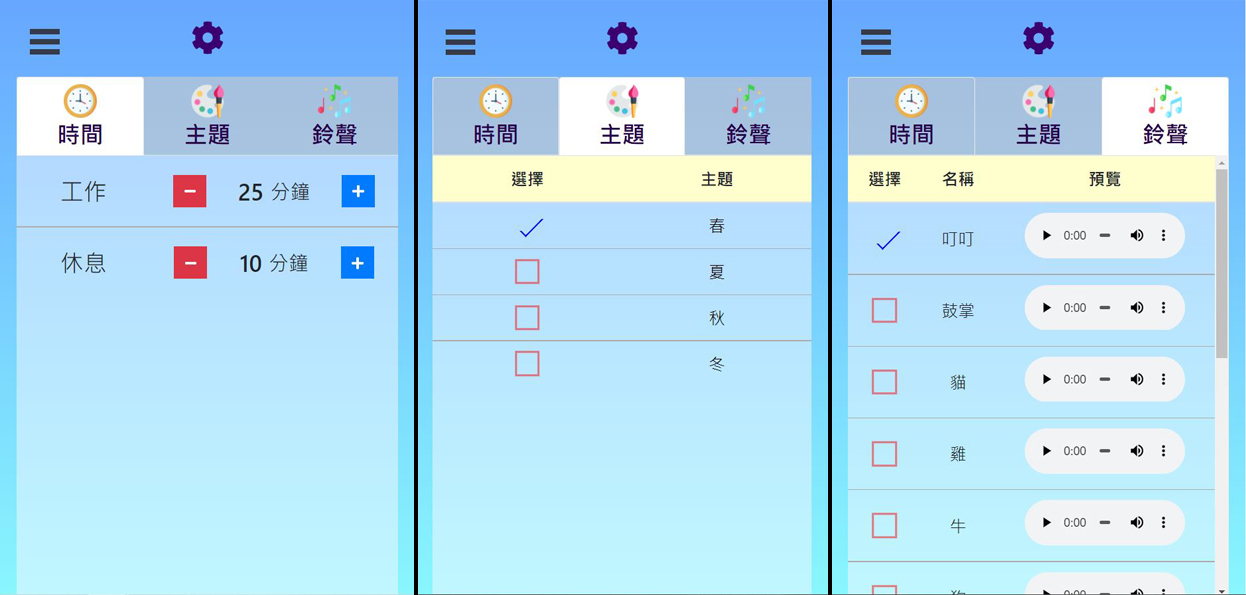 時間 主題 鈴聲
工作 − 25 分鐘 +
休息 − 10 分鐘 +
時間 主題 鈴聲
選擇 主題
春
夏
秋
冬
時間 主題 鈴聲
選擇 名稱 預覽
叮叮 0:00
鼓掌 0:00
貓 0:00
雞 0:00
牛 0:00